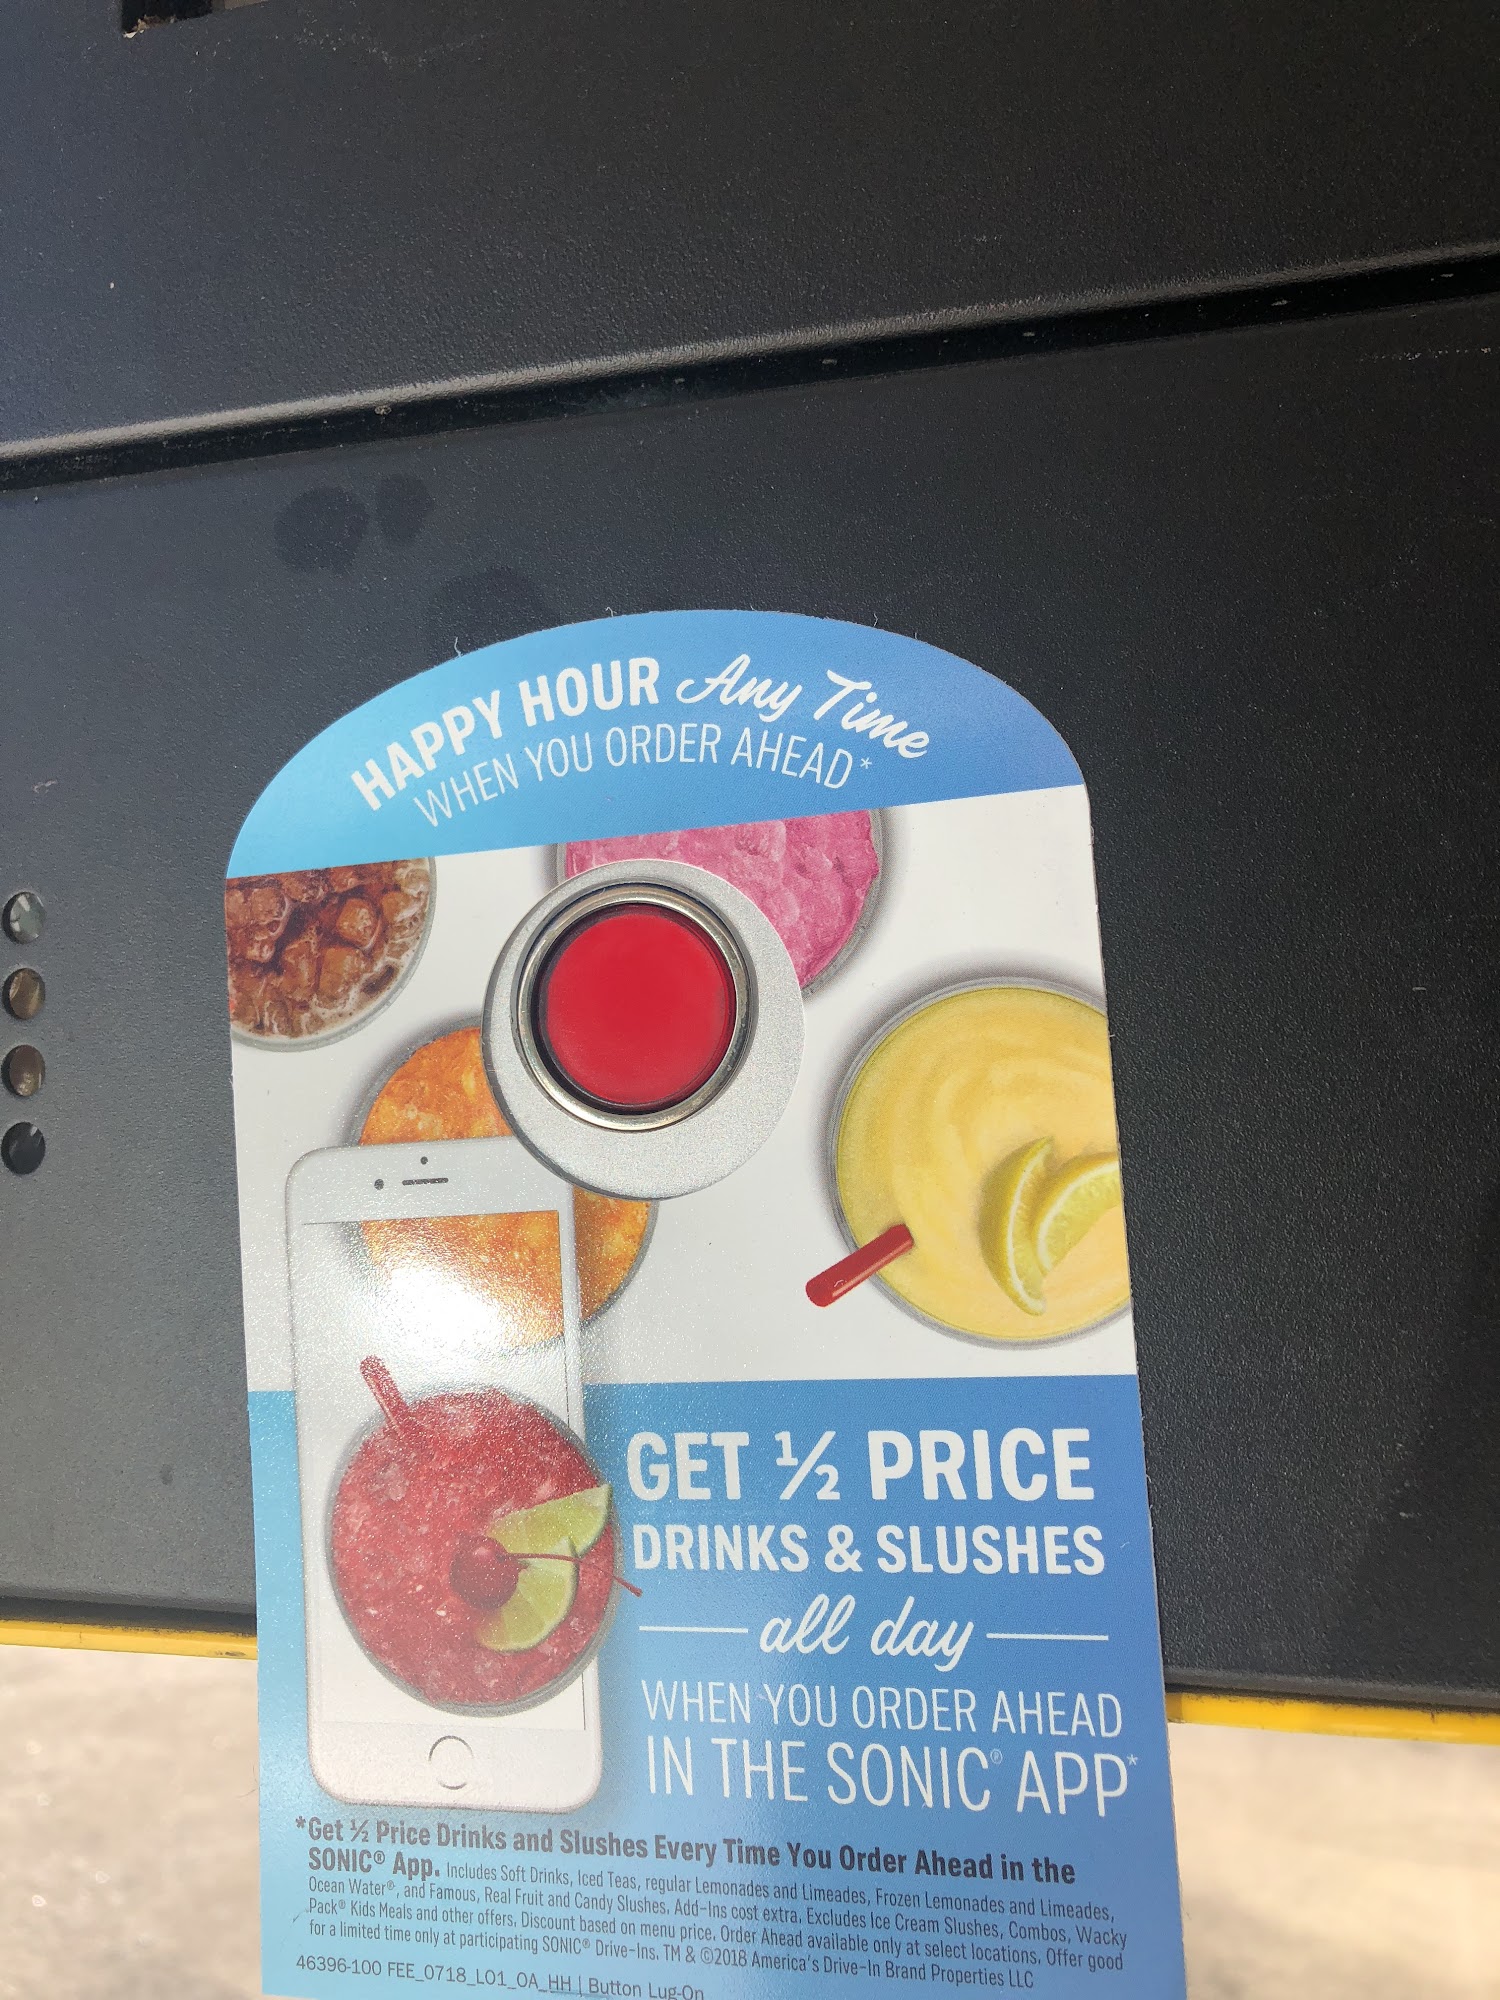 HAPPY HOUR Any Time
WHEN YOU ORDER AHEAD*
GET ½ PRICE
DRINKS & SLUSHES
all day
WHEN YOU ORDER AHEAD
IN THE SONIC® APP*
*Get ½ Price Drinks and Slushes Every Time You Order Ahead in the
SONIC® App. Includes Soft Drinks, Iced Teas, regular Lemonades and Limeades, Frozen Lemonades and Limeades,
Ocean Water®, and Famous, Real Fruit and Candy Slushes. Add-Ins cost extra. Excludes Ice Cream Slushes, Combos, Wacky
Pack® Kids Meals and other offers. Discount based on menu price. Order Ahead available only at select locations. Offer good
for a limited time only at participating SONIC® Drive-Ins. TM & ©2018 America's Drive-In Brand Properties LLC
46396-100 FEE_0718_L01_OA_HH | Button Lug-On